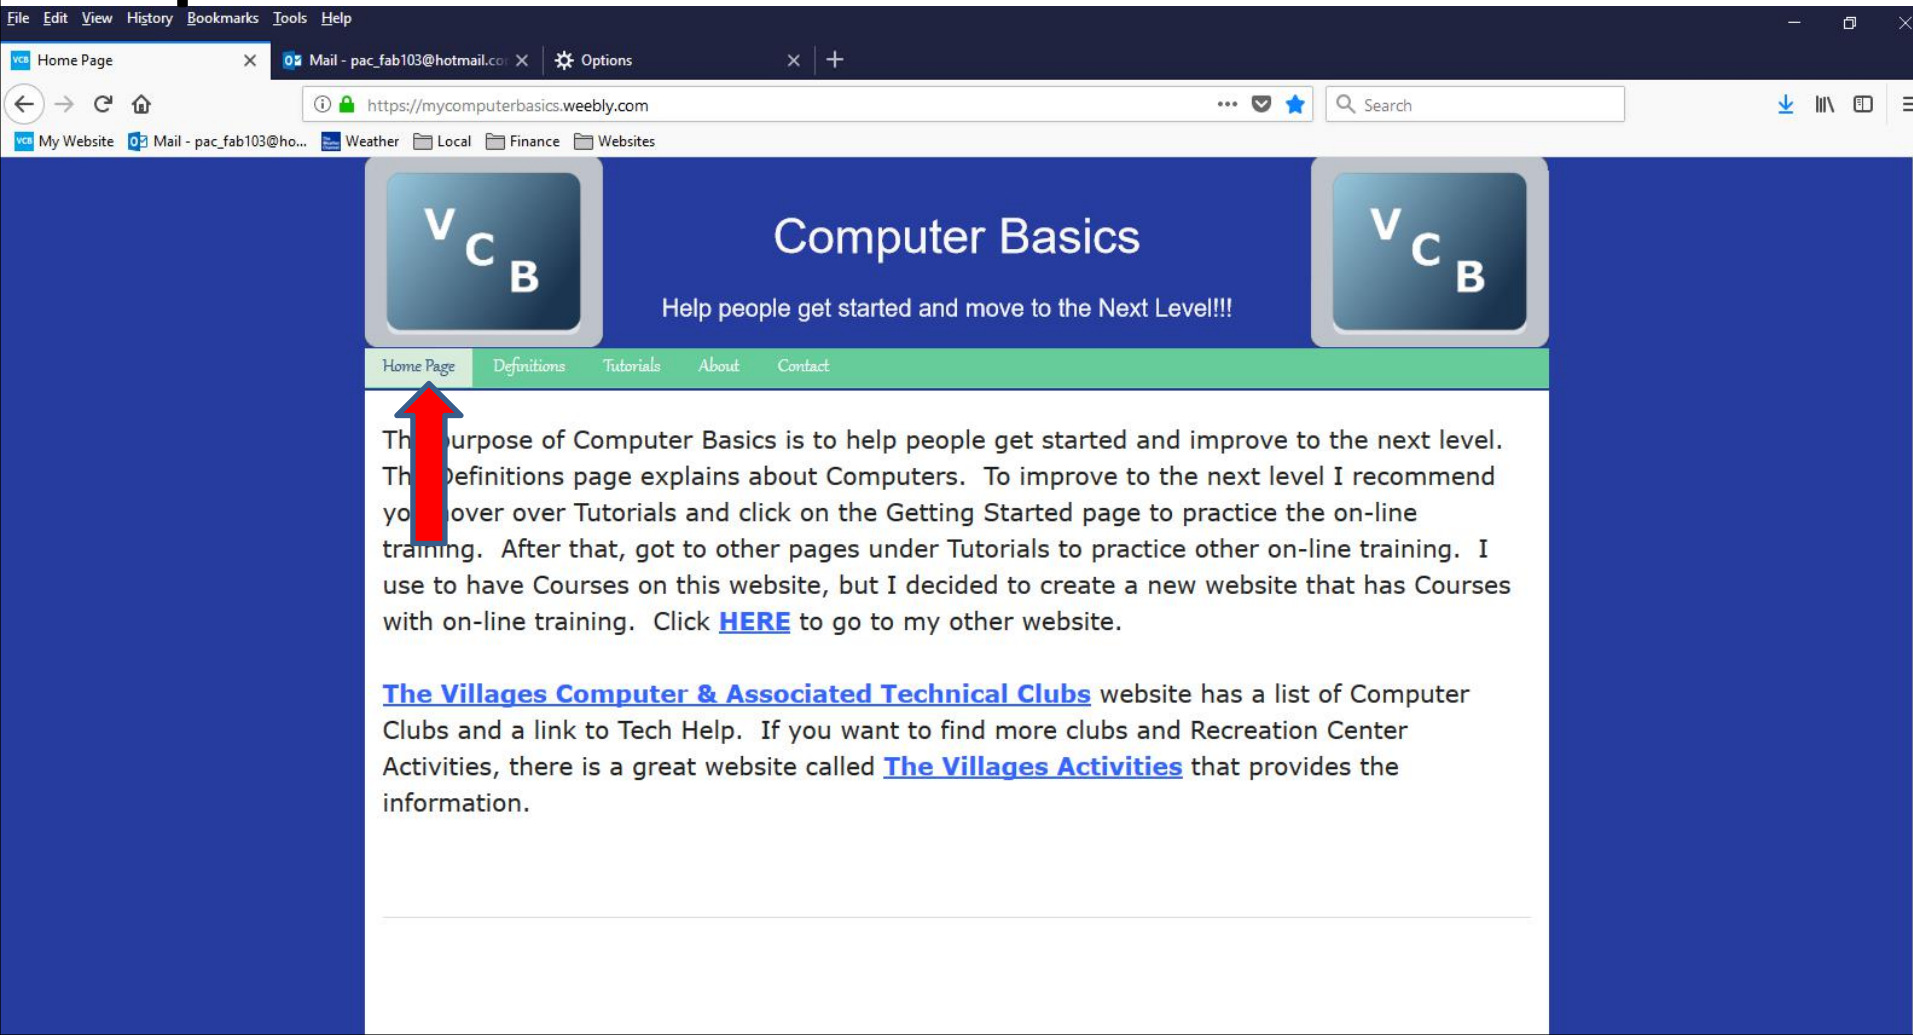 File Edit View History Bookmarks Tools Help
VCB Home Page Mail - pac_fab103@hotmail.co Options
https://mycomputerbasics.weebly.com Search
VCB My Website Mail - pac_fab103@ho... Weather Local Finance Websites
V C B
Computer Basics
Help people get started and move to the Next Level!!!
V C B
Home Page Definitions Tutorials About Contact
purpose of Computer Basics is to help people get started and improve to the next level.
Definitions page explains about Computers. To improve to the next level I recommend
hover over Tutorials and click on the Getting Started page to practice the on-line
training. After that, got to other pages under Tutorials to practice other on-line training. I
use to have Courses on this website, but I decided to create a new website that has Courses
with on-line training. Click HERE to go to my other website.
The Villages Computer & Associated Technical Clubs website has a list of Computer
Clubs and a link to Tech Help. If you want to find more clubs and Recreation Center
Activities, there is a great website called The Villages Activities that provides the
information.